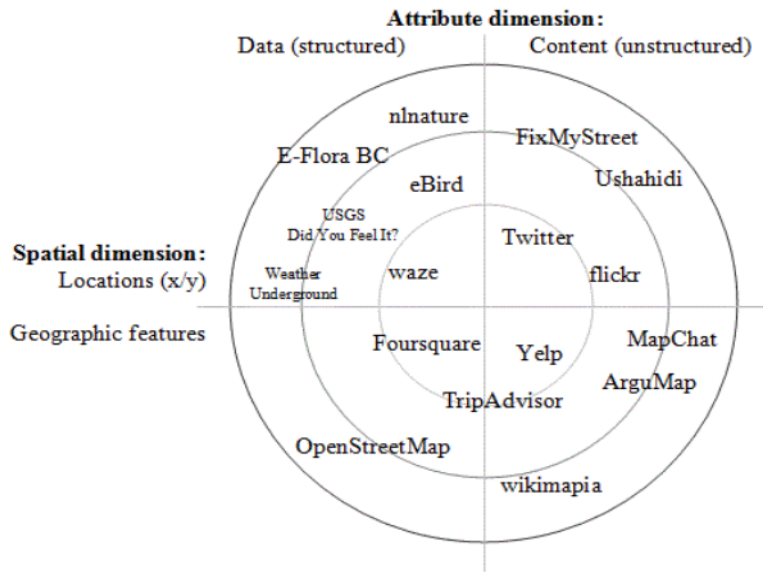 Attribute dimension:
Data (structured)
Content (unstructured)
nlnature
FixMyStreet
E-Flora BC
Ushahidi
eBird
USGS
Did You Feel It?
Twitter
Spatial dimension:
Locations (x/y)
Weather
Underground
waze
flickr
Geographic features
Foursquare
Yelp
MapChat
ArguMap
TripAdvisor
OpenStreetMap
wikimapia